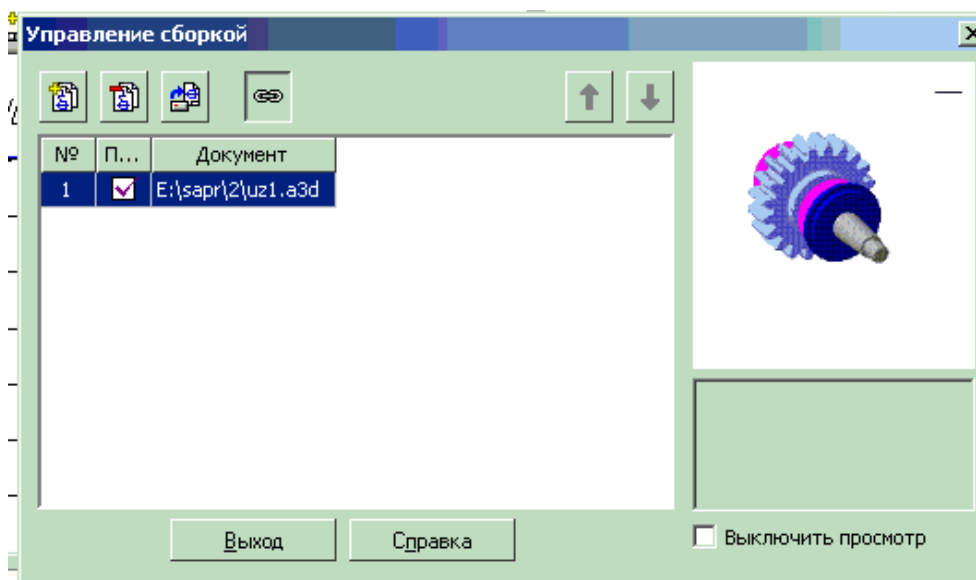 Управление сборкой
№ П... Документ
1 E:\sapr\2\uz1.a3d
Выход Справка
Выключить просмотр